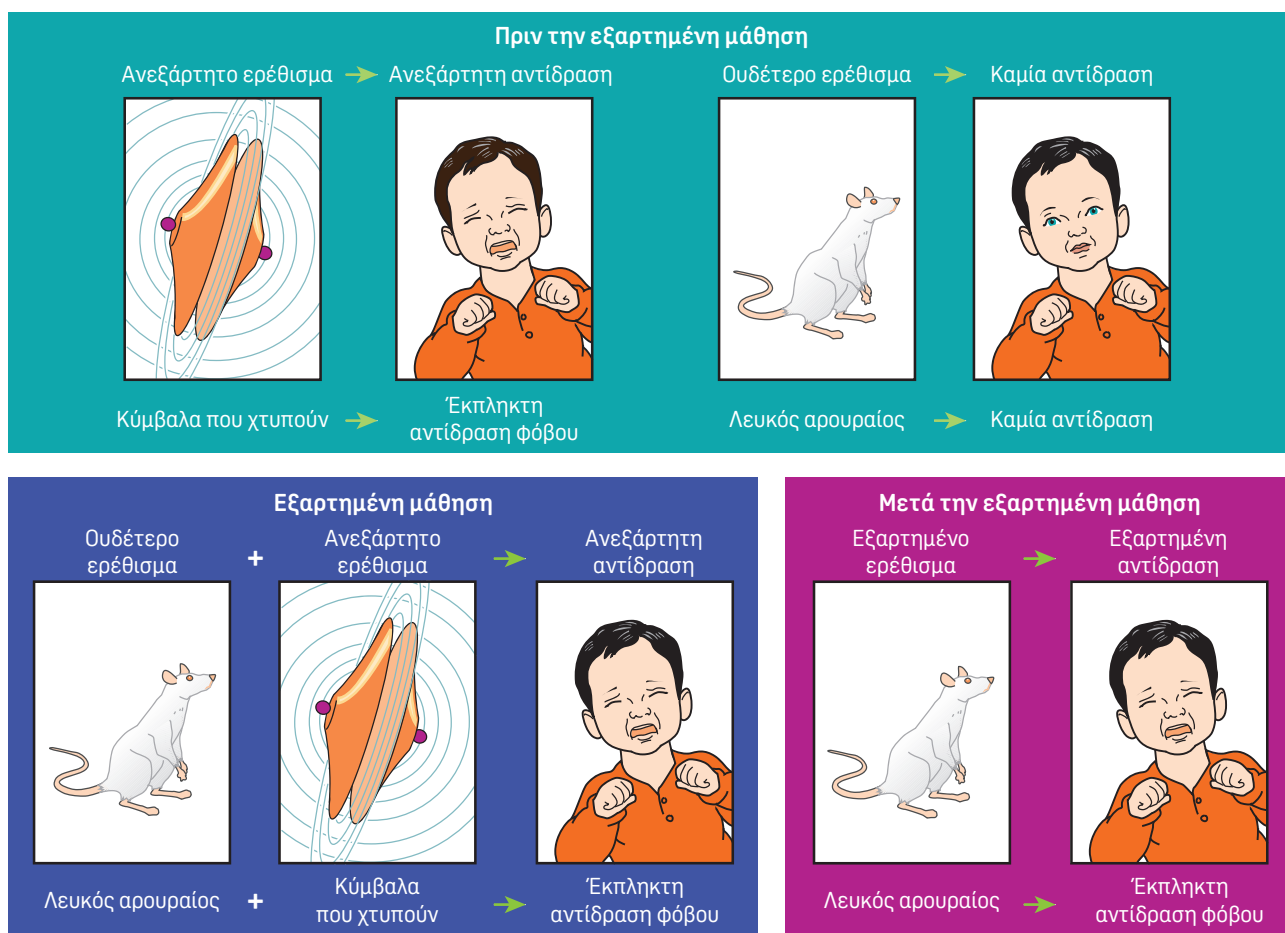 Πριν την εξαρτημένη μάθηση
Ανεξάρτητο ερέθισμα → Ανεξάρτητη αντίδραση
Ουδέτερο ερέθισμα → Καμία αντίδραση
Κύμβαλα που χτυπούν → Έκπληκτη
αντίδραση φόβου
Λευκός αρουραίος → Καμία αντίδραση
Εξαρτημένη μάθηση
Ουδέτερο
ερέθισμα
+
Ανεξάρτητο
ερέθισμα
→
Ανεξάρτητη
αντίδραση
Λευκός αρουραίος
+
Κύμβαλα
που χτυπούν
→
Έκπληκτη
αντίδραση φόβου
Μετά την εξαρτημένη μάθηση
Εξαρτημένο
ερέθισμα
→
Εξαρτημένη
αντίδραση
Λευκός αρουραίος
→
Έκπληκτη
αντίδραση φόβου